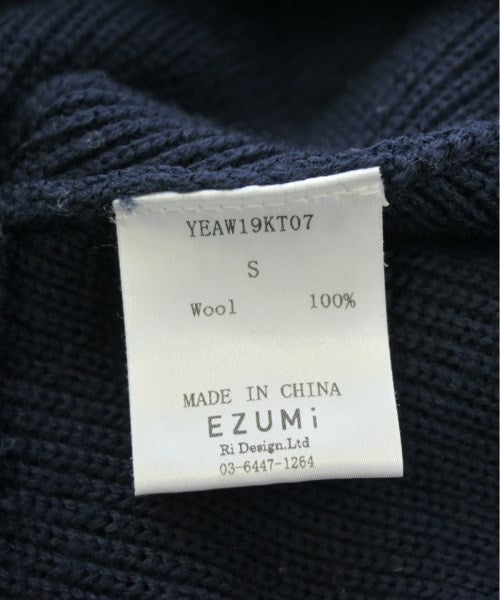 YEAW19KT07
S
Wool 100%
MADE IN CHINA
EZUMi
Ri Design.Ltd
03-6447-1264